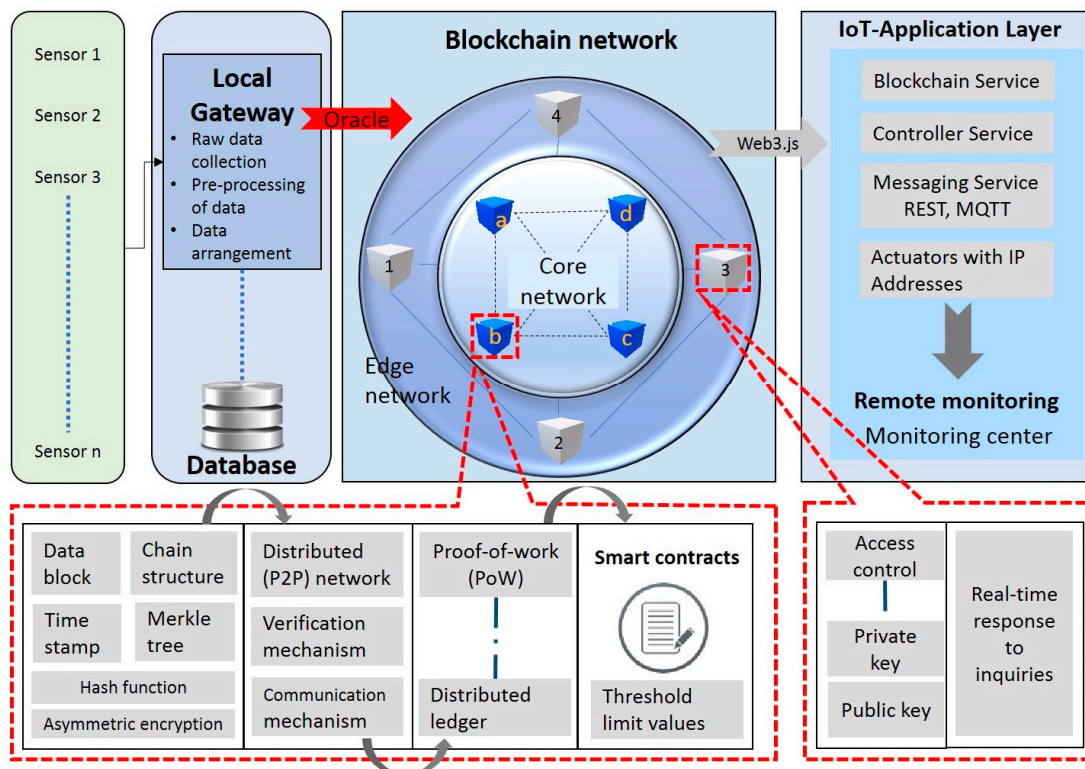 Sensor 1
Sensor 2
Sensor 3
Sensor n
Local
Gateway
• Raw data
collection
• Pre-processing
of data
• Data
arrangement
Database
Oracle
Blockchain network
4
1
3
2
a
d
b
c
Core
network
Edge
network
Web3.js
IoT-Application Layer
Blockchain Service
Controller Service
Messaging Service
REST, MQTT
Actuators with IP
Addresses
Remote monitoring
Monitoring center
Data
block
Chain
structure
Time
stamp
Merkle
tree
Hash function
Asymmetric encryption
Distributed
(P2P) network
Verification
mechanism
Communication
mechanism
Proof-of-work
(PoW)
Distributed
ledger
Smart contracts
Threshold
limit values
Access
control
Private
key
Public key
Real-time
response
to
inquiries